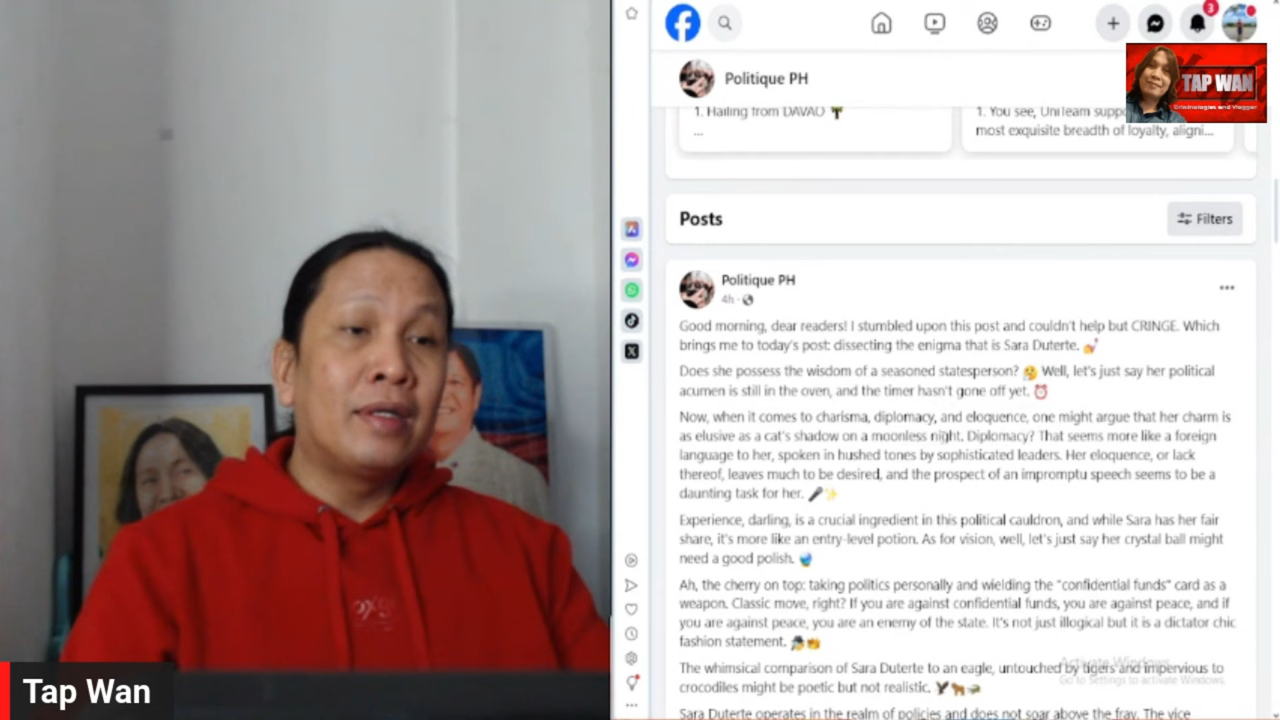 3
Politique PH
TAP WAN
Criminologist and Vlogger
1. Hailing from DAVAO 🌴
...
1. You see, UniTeam
most exquisite breadth of loyalty, aligni...
Posts
Filters
Politique PH
4h ·
Good morning, dear readers! I stumbled upon this post and couldn't help but CRINGE. Which
brings me to today's post: dissecting the enigma that is Sara Duterte. 💅
Does she possess the wisdom of a seasoned statesperson? 🤔 Well, let's just say her political
acumen is still in the oven, and the timer hasn't gone off yet. ⏰
Now, when it comes to charisma, diplomacy, and eloquence, one might argue that her charm is
as elusive as a cat's shadow on a moonless night. Diplomacy? That seems more like a foreign
language to her, spoken in hushed tones by sophisticated leaders. Her eloquence, or lack
thereof, leaves much to be desired, and the prospect of an impromptu speech seems to be a
daunting task for her. 🎤✨
Experience, darling, is a crucial ingredient in this political cauldron, and while Sara has her fair
share, it's more like an entry-level potion. As for vision, well, let's just say her crystal ball might
need a good polish. 🔮
Ah, the cherry on top: taking politics personally and wielding the "confidential funds" card as a
weapon. Classic move, right? If you are against confidential funds, you are against peace, and if
you are against peace, you are an enemy of the state. It's not just illogical but it is a dictator chic
fashion statement.
The whimsical comparison of Sara Duterte to an eagle, untouched by tigers and impervious to
crocodiles might be poetic but not realistic. 🦅🐅🐊
Sara Duterte operates in the realm of policies and does not soar above the fray. The vice
Activate Windows
Go to Settings to activate Windows.
Tap Wan